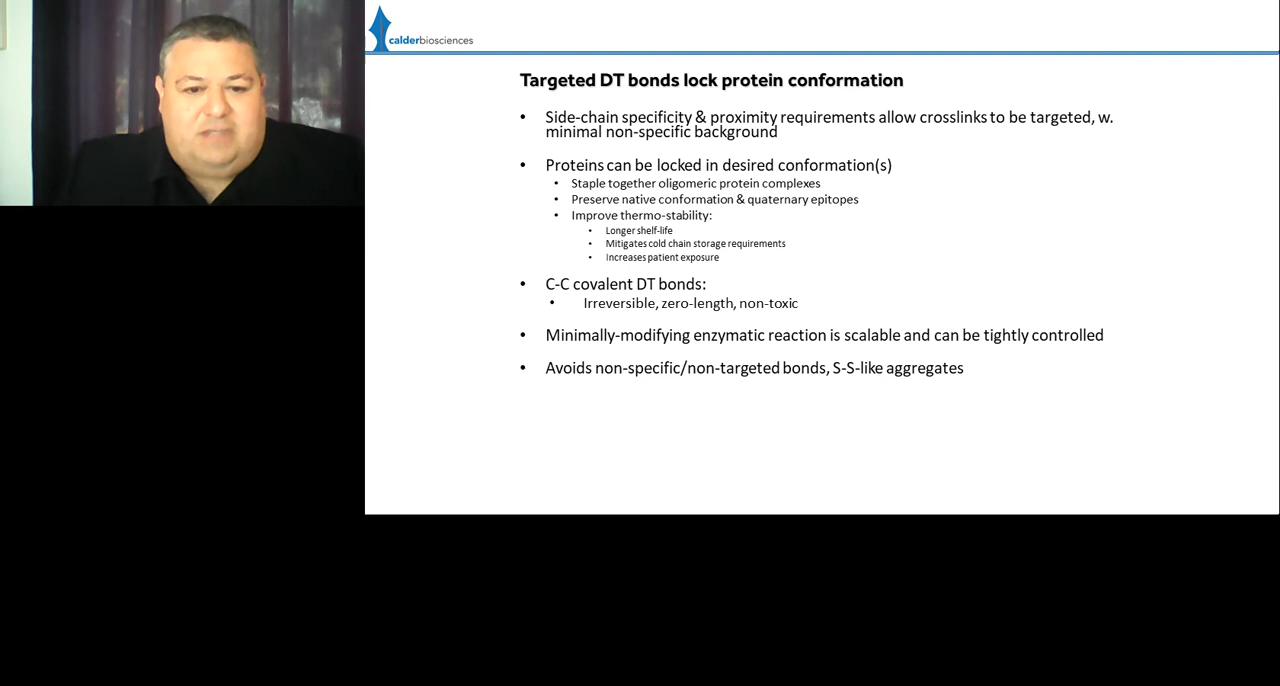 calderbiosciences
Targeted DT bonds lock protein conformation
• Side-chain specificity & proximity requirements allow crosslinks to be targeted, w.
minimal non-specific background
• Proteins can be locked in desired conformation(s)
• Staple together oligomeric protein complexes
• Preserve native conformation & quaternary epitopes
• Improve thermo-stability:
• Longer shelf-life
• Mitigates cold chain storage requirements
• Increases patient exposure
• C-C covalent DT bonds:
• Irreversible, zero-length, non-toxic
• Minimally-modifying enzymatic reaction is scalable and can be tightly controlled
• Avoids non-specific/non-targeted bonds, S-S-like aggregates